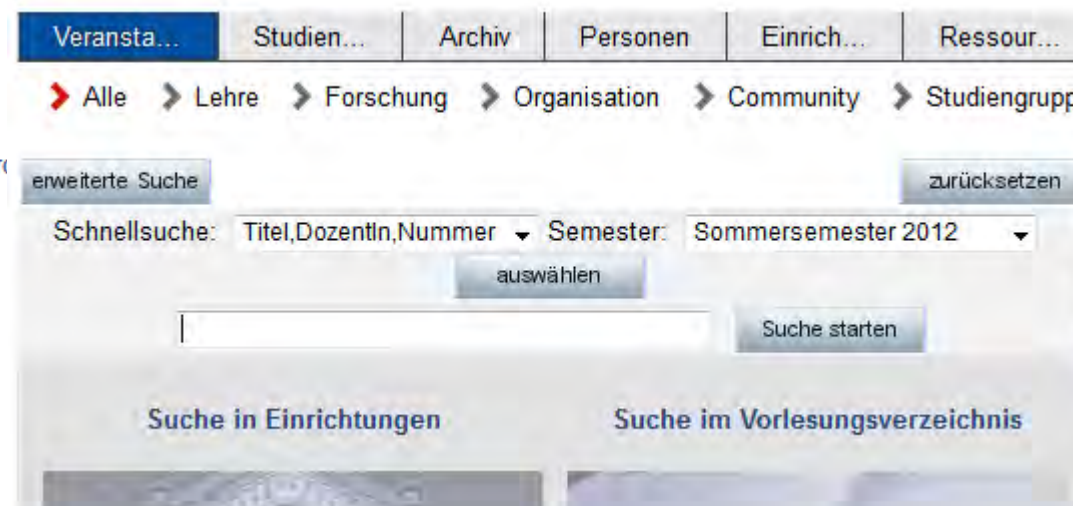 Veransta... Studien... Archiv Personen Einrich... Ressour...
Alle Lehre Forschung Organisation Community Studiengrupp
erweiterte Suche zurücksetzen
Schnellsuche: Titel,DozentIn,Nummer Semester: Sommersemester 2012
auswählen
Suche starten
Suche in Einrichtungen Suche im Vorlesungsverzeichnis